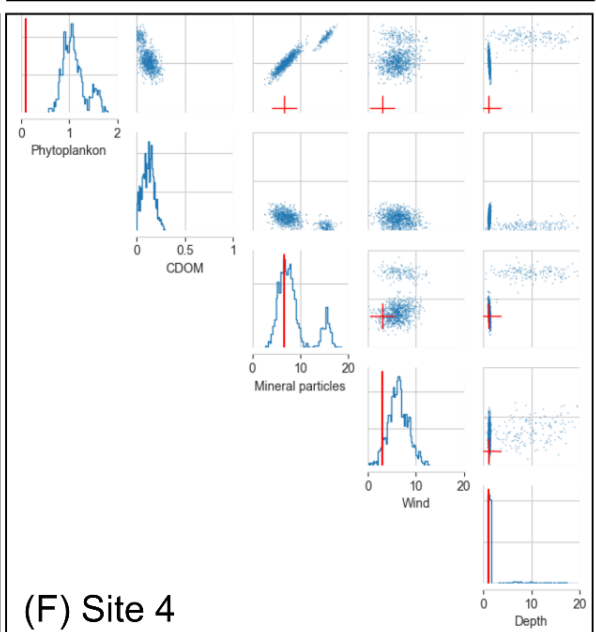 0 1 2
Phytoplankon
0 0.5 1
CDOM
0 10 20
Mineral particles
0 10 20
Wind
0 10 20
Depth
(F) Site 4